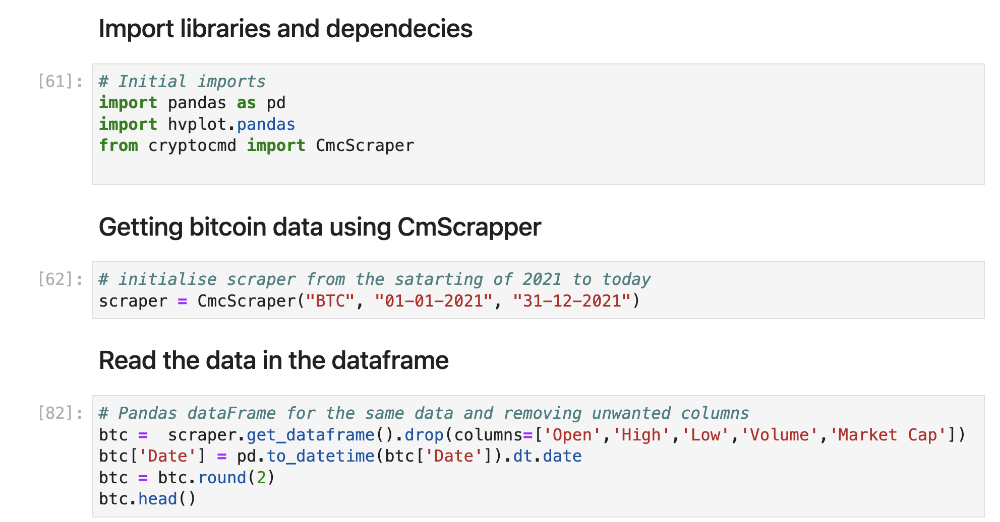 Import libraries and dependecies
[61]:
# Initial imports
import pandas as pd
import hvplot.pandas
from cryptocmd import CmcScraper
Getting bitcoin data using CmScrapper
[62]:
# initialise scraper from the satarting of 2021 to today
scraper = CmcScraper("BTC", "01-01-2021", "31-12-2021")
Read the data in the dataframe
[82]:
# Pandas dataFrame for the same data and removing unwanted columns
btc =  scraper.get_dataframe().drop(columns=['Open','High','Low','Volume','Market Cap'])
btc['Date'] = pd.to_datetime(btc['Date']).dt.date
btc = btc.round(2)
btc.head()